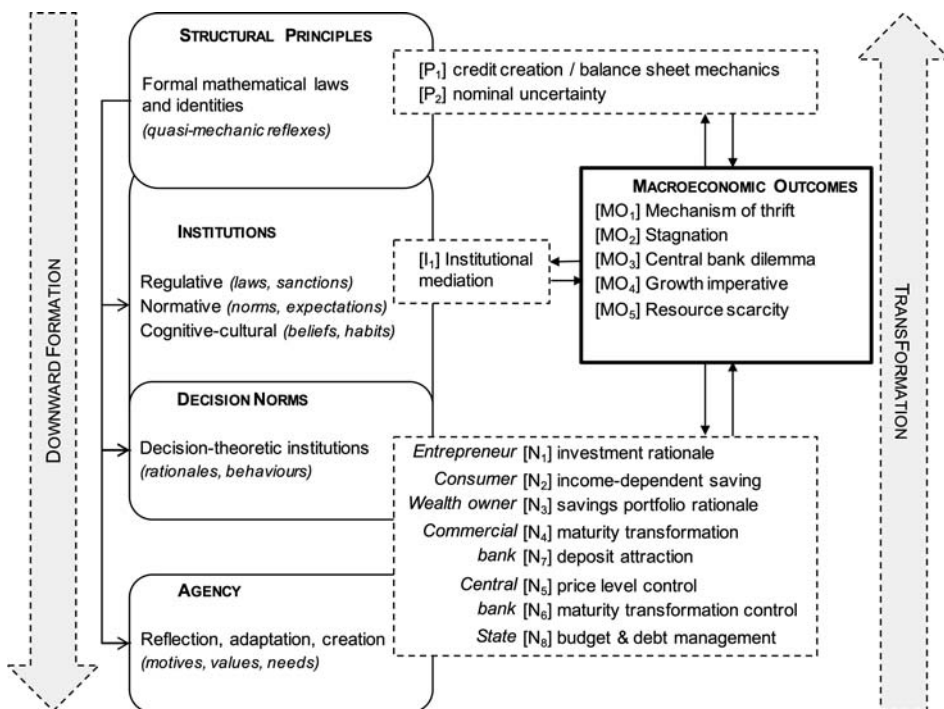 DOWNWARD FORMATION
STRUCTURAL PRINCIPLES
Formal mathematical laws
and identities
(quasi-mechanic reflexes)
INSTITUTIONS
Regulative (laws, sanctions)
Normative (norms, expectations)
Cognitive-cultural (beliefs, habits)
DECISION NORMS
Decision-theoretic institutions
(rationales, behaviours)
AGENCY
Reflection, adaptation, creation
(motives, values, needs)
[P₁] credit creation / balance sheet mechanics
[P₂] nominal uncertainty
[I₁] Institutional
mediation
MACROECONOMIC OUTCOMES
[MO₁] Mechanism of thrift
[MO₂] Stagnation
[MO₃] Central bank dilemma
[MO₄] Growth imperative
[MO₅] Resource scarcity
Entrepreneur [N₁] investment rationale
Consumer [N₂] income-dependent saving
Wealth owner [N₃] savings portfolio rationale
Commercial [N₄] maturity transformation
bank [N₇] deposit attraction
Central [N₅] price level control
bank [N₆] maturity transformation control
State [N₈] budget & debt management
TRANSFORMATION